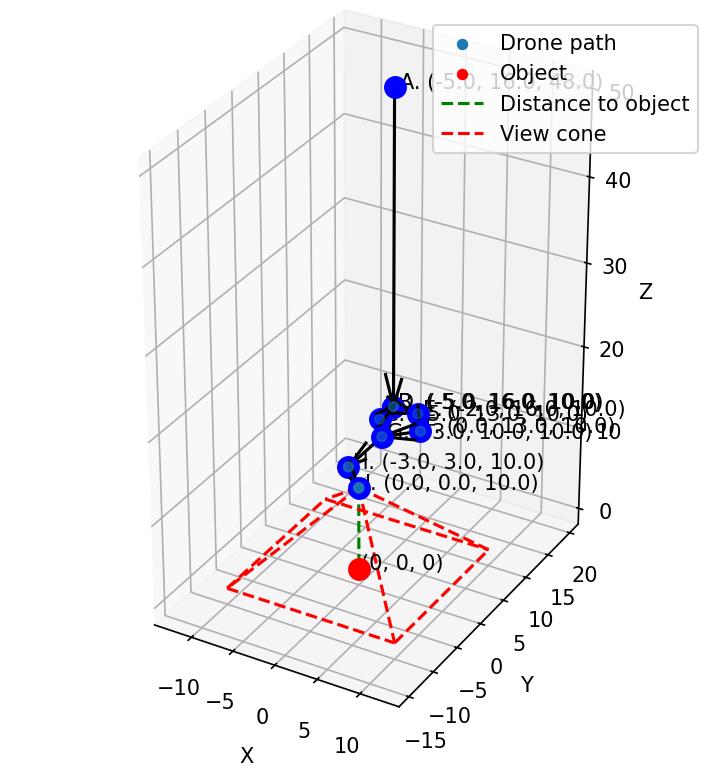 Drone path
Object
Distance to object
View cone
A. (-5.0, 16.0, 48.0)
50
40
30
Z
20
10
0
(-5.0, 16.0, 10.0)
3.0, 10.0, 10.0)
(-3.0, 3.0, 10.0)
(0.0, 0.0, 10.0)
(0, 0, 0)
20
15
10
5
0
−5
−10
−15
Y
−10
−5
0
5
10
X